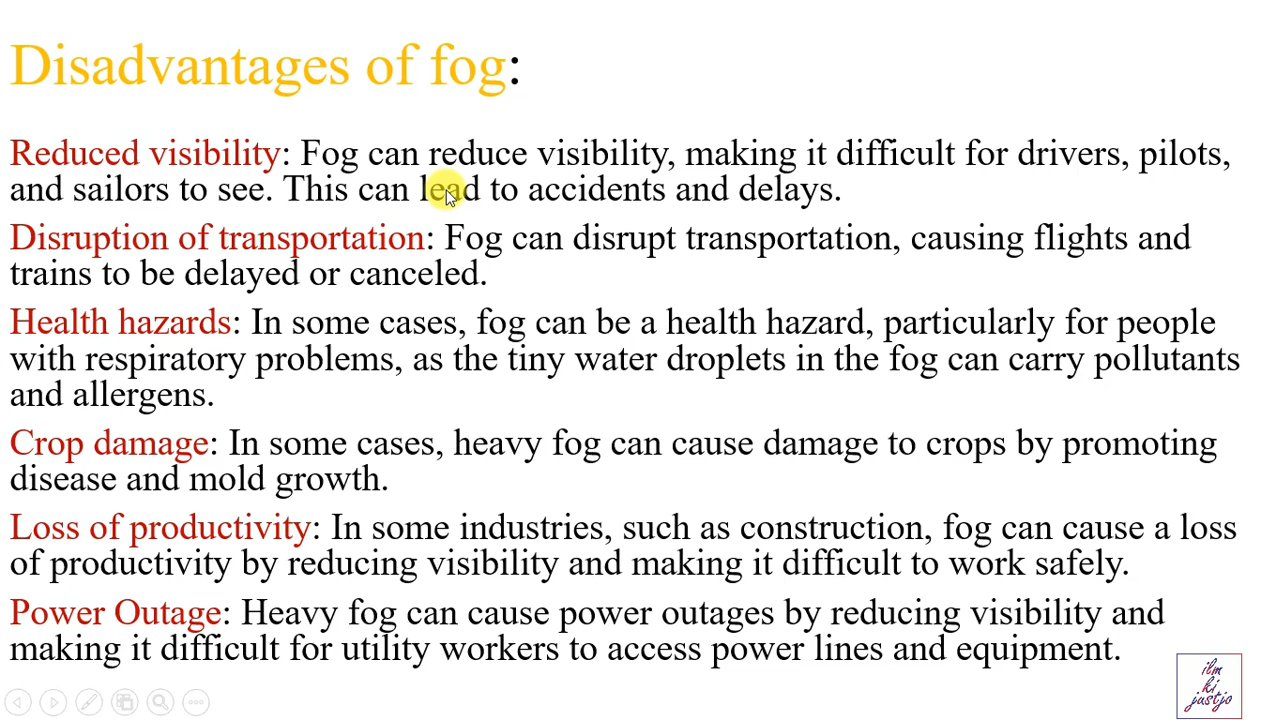 Disadvantages of fog:
Reduced visibility: Fog can reduce visibility, making it difficult for drivers, pilots,
and sailors to see. This can lead to accidents and delays.
Disruption of transportation: Fog can disrupt transportation, causing flights and
trains to be delayed or canceled.
Health hazards: In some cases, fog can be a health hazard, particularly for people
with respiratory problems, as the tiny water droplets in the fog can carry pollutants
and allergens.
Crop damage: In some cases, heavy fog can cause damage to crops by promoting
disease and mold growth.
Loss of productivity: In some industries, such as construction, fog can cause a loss
of productivity by reducing visibility and making it difficult to work safely.
Power Outage: Heavy fog can cause power outages by reducing visibility and
making it difficult for utility workers to access power lines and equipment.
ilm
ki
justjo